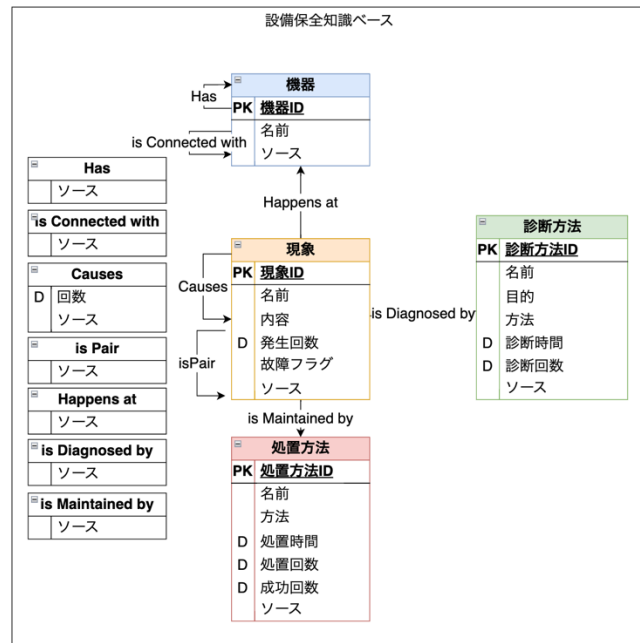 設備保全知識ベース
機器
PK 機器ID
名前
ソース
Has
is Connected with
Happens at
Has
ソース
is Connected with
ソース
Causes
D 回数
ソース
is Pair
ソース
Happens at
ソース
is Diagnosed by
ソース
is Maintained by
ソース
現象
PK 現象ID
名前
内容
D 発生回数
故障フラグ
ソース
Causes
isPair
is Diagnosed by
is Maintained by
診断方法
PK 診断方法ID
名前
目的
方法
D 診断時間
D 診断回数
ソース
処置方法
PK 処置方法ID
名前
方法
D 処置時間
D 処置回数
D 成功回数
ソース